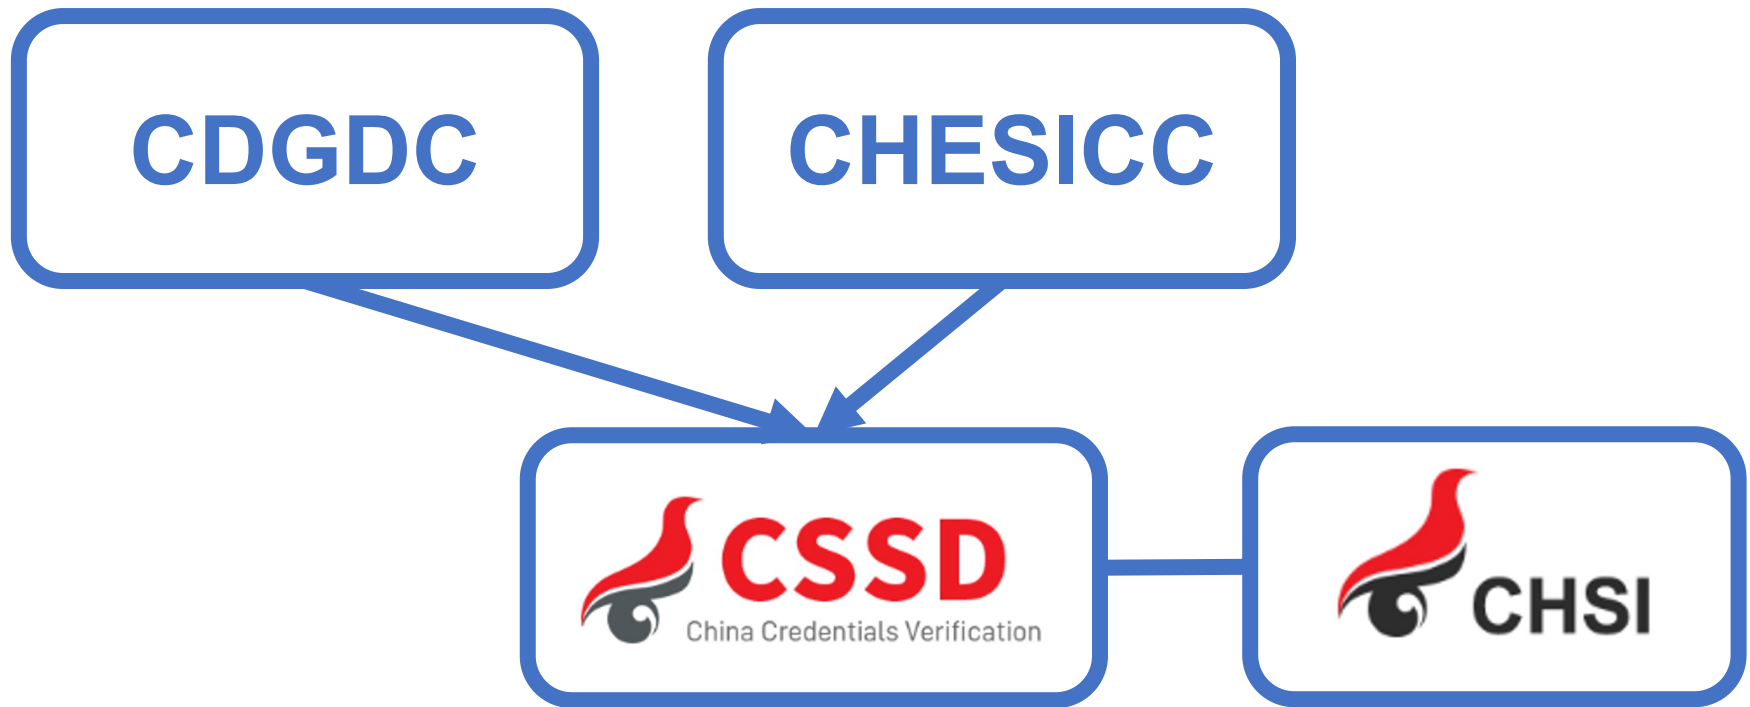 CDGDC
CHESICC
CSSD
China Credentials Verification
CHSI